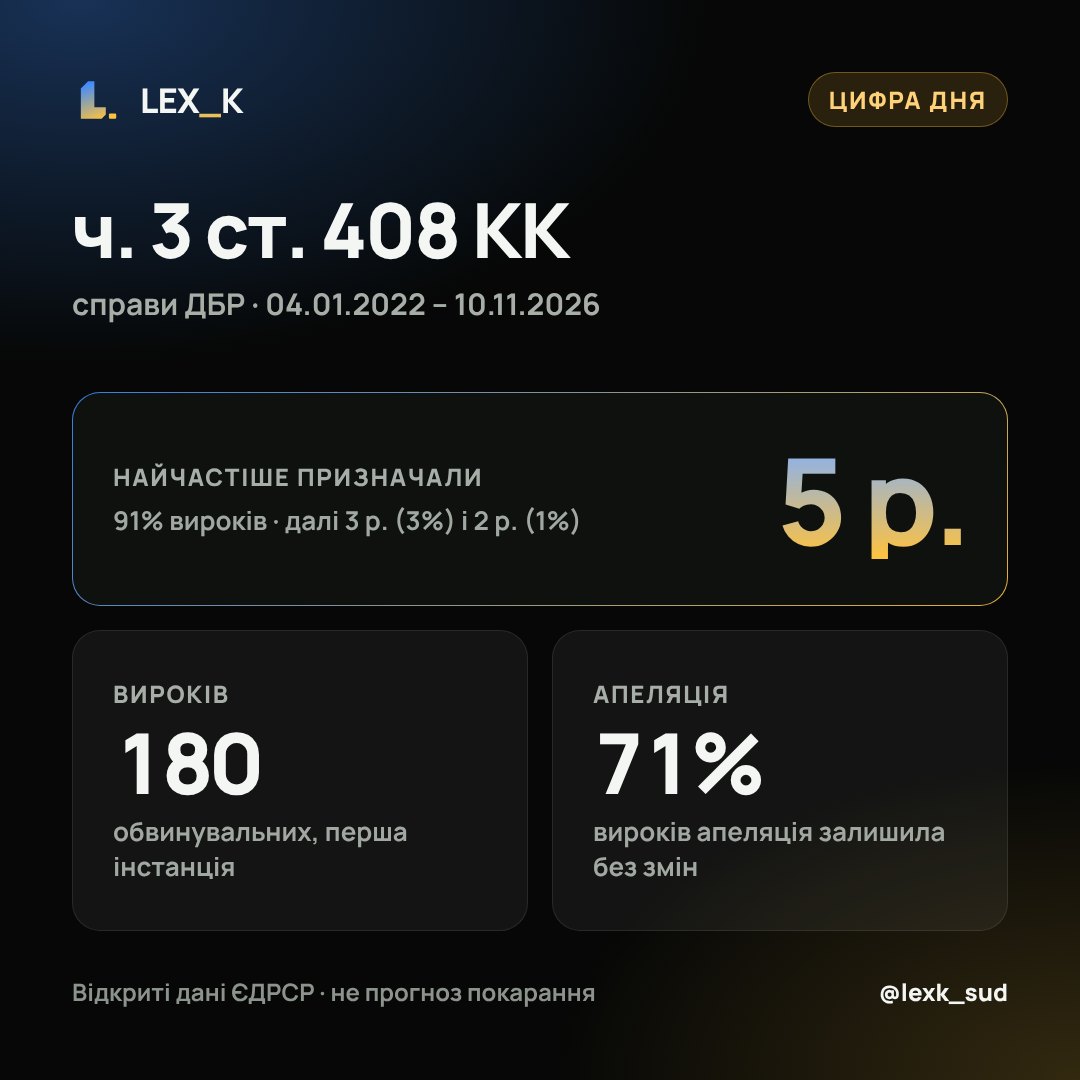 LEX_K
ЦИФРА ДНЯ
ч. 3 ст. 408 КК
справи ДБР · 04.01.2022 – 10.11.2026
НАЙЧАСТІШЕ ПРИЗНАЧАЛИ
91% вироків · далі 3 р. (3%) і 2 р. (1%)
5 р.
ВИРОКІВ
180
обвинувальних, перша
інстанція
АПЕЛЯЦІЯ
71%
вироків апеляція залишила
без змін
Відкриті дані ЄДРСР · не прогноз покарання
@lexk_sud